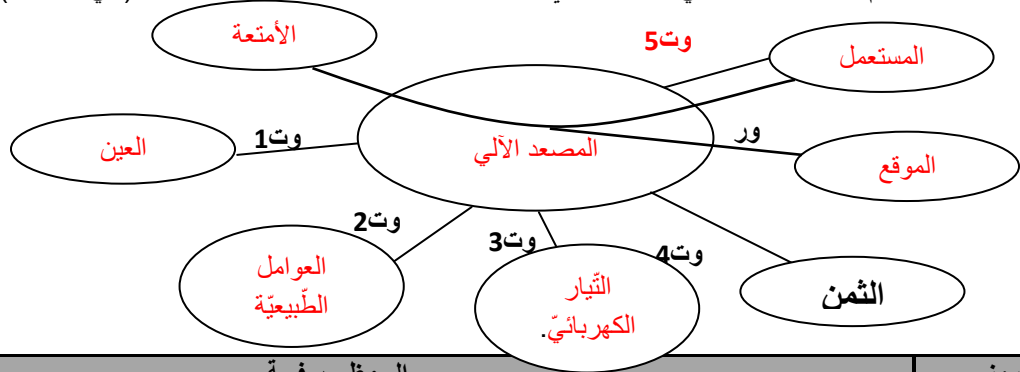 الأمتعة
وت5
المستعمل
المصعد الآلي
ور
الموقع
وت1
العين
وت2
العوامل
الطّبيعيّة
وت3
التّيار
الكهربائيّ.
وت4
الثمن